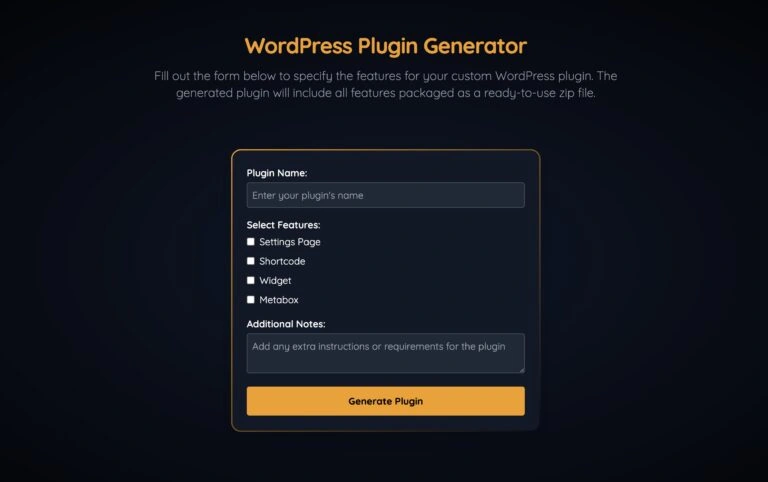 WordPress Plugin Generator
Fill out the form below to specify the features for your custom WordPress plugin. The
generated plugin will include all features packaged as a ready-to-use zip file.
Plugin Name:
Enter your plugin's name
Select Features:
Settings Page
Shortcode
Widget
Metabox
Additional Notes:
Add any extra instructions or requirements for the plugin
Generate Plugin